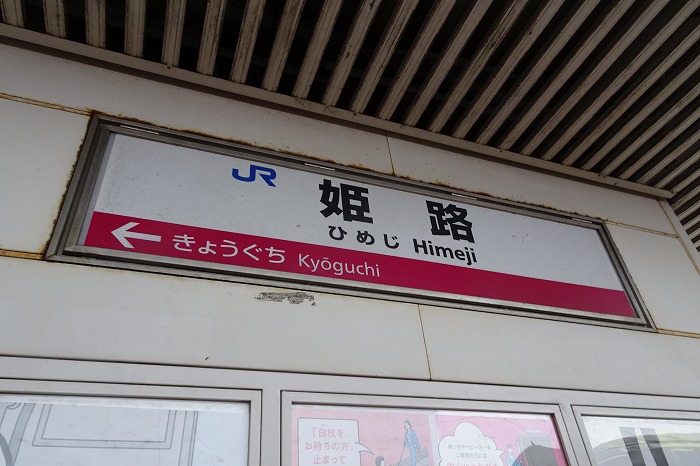 JR
姫路
ひめじ Himeji
← きょうぐち Kyōguchi
「白杖を
お持ちの方、
止まって